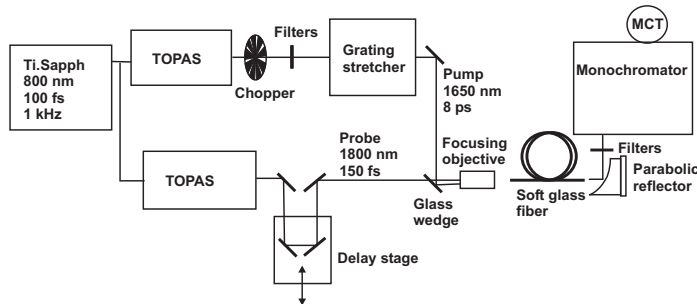 Ti.Sapph
800 nm
100 fs
1 kHz
TOPAS
Chopper
Filters
Grating
stretcher
Pump
1650 nm
8 ps
TOPAS
Probe
1800 nm
150 fs
Delay stage
Glass
wedge
Focusing
objective
Soft glass
fiber
MCT
Monochromator
Filters
Parabolic
reflector